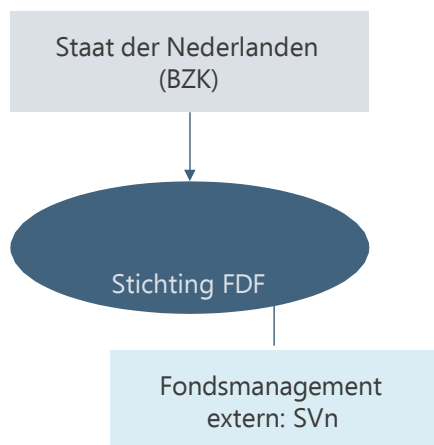 Staat der Nederlanden
(BZK)
Stichting FDF
Fondsmanagement
extern: SVn